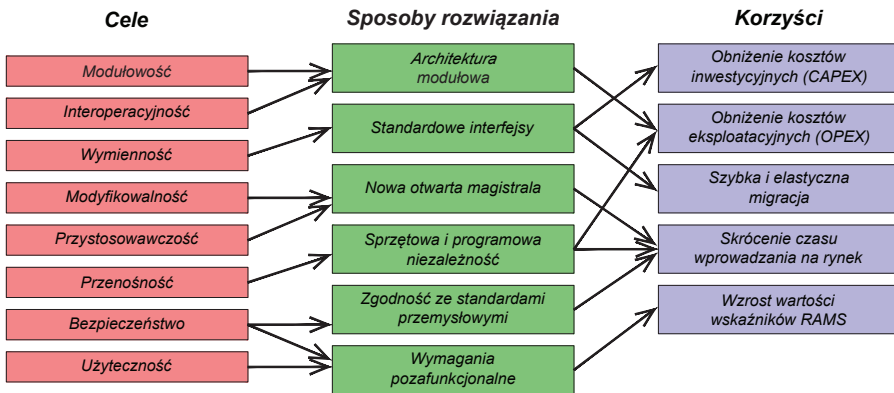 Cele
Modułowość
Interoperacyjność
Wymienność
Modyfikowalność
Przystosowawczość
Przenośność
Bezpieczeństwo
Użyteczność
Sposoby rozwiązania
Architektura
modułowa
Standardowe interfejsy
Nowa otwarta magistrala
Sprzętowa i programowa
niezależność
Zgodność ze standardami
przemysłowymi
Wymagania
pozafunkcjonalne
Korzyści
Obniżenie kosztów
inwestycyjnych (CAPEX)
Obniżenie kosztów
eksploatacyjnych (OPEX)
Szybka i elastyczna
migracja
Skrócenie czasu
wprowadzania na rynek
Wzrost wartości
wskaźników RAMS